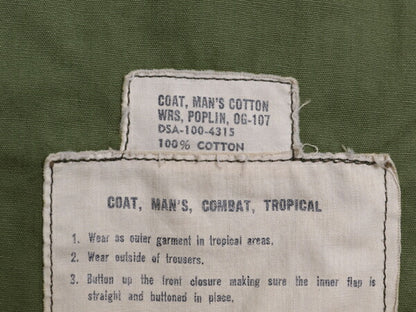 COAT, MAN'S COTTON
WRS, POPLIN, OG-107
DSA-100-4315
100% COTTON
COAT, MAN'S, COMBAT, TROPICAL
1. Wear as outer garment in tropical areas.
2. Wear outside of trousers.
3. Button up the front closure making sure the inner flap is
straight and buttoned in place.